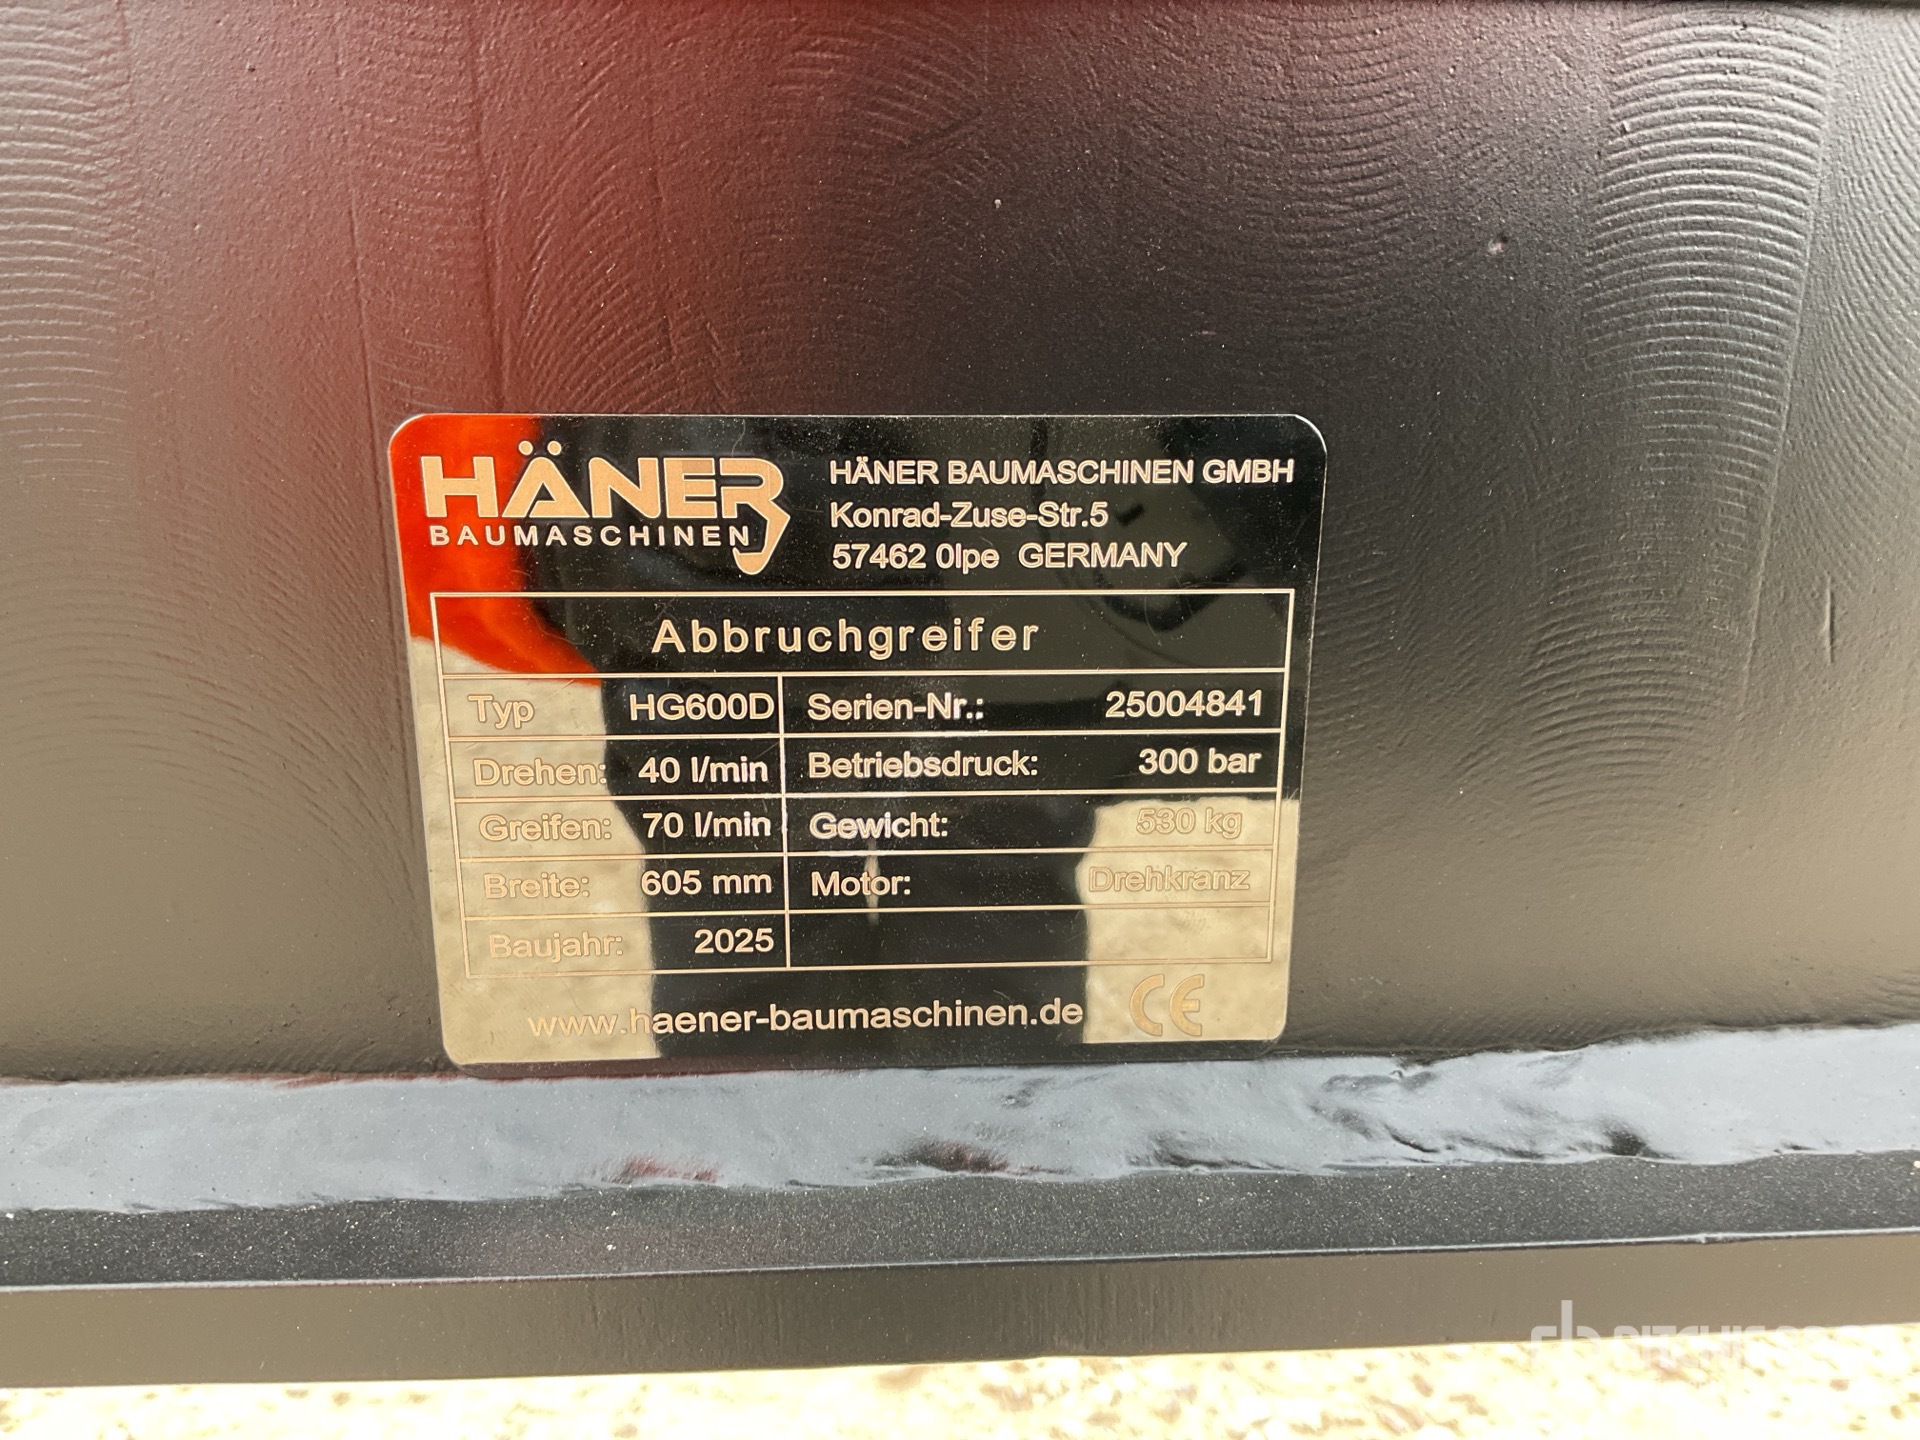 HÄNER
BAUMASCHINEN
HÄNER BAUMASCHINEN GMBH
Konrad-Zuse-Str.5
57462 0lpe GERMANY
Abbruchgreifer
Typ HG600D Serien-Nr.: 25004841
Drehen: 40 l/min Betriebsdruck: 300 bar
Greifen: 70 l/min Gewicht: 530 kg
Breite: 605 mm Motor: Drehkranz
Baujahr: 2025
www.haener-baumaschinen.de CE
rb